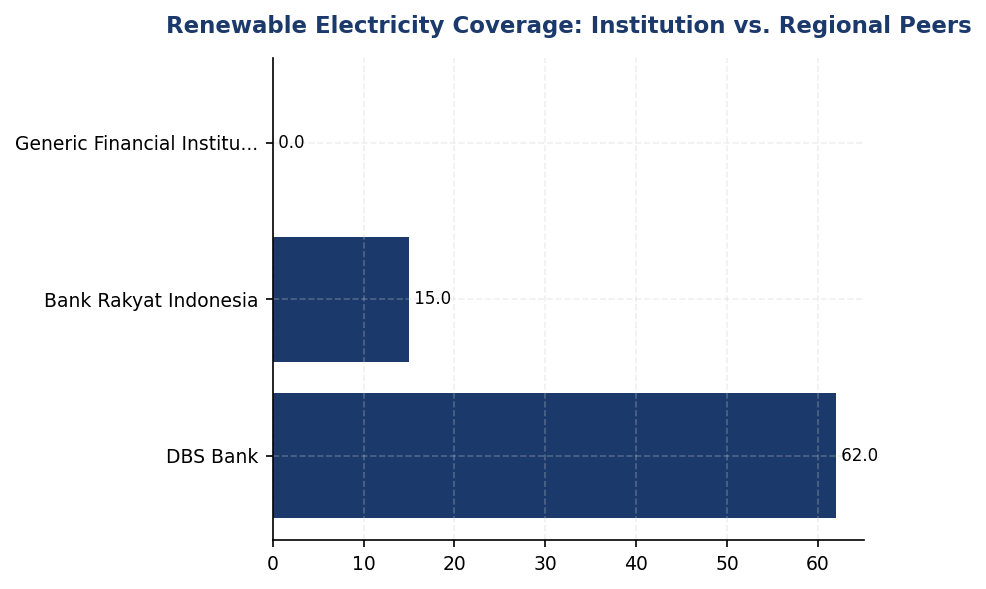 Renewable Electricity Coverage: Institution vs. Regional Peers
Generic Financial Institu... 0.0
Bank Rakyat Indonesia 15.0
DBS Bank 62.0
0 10 20 30 40 50 60